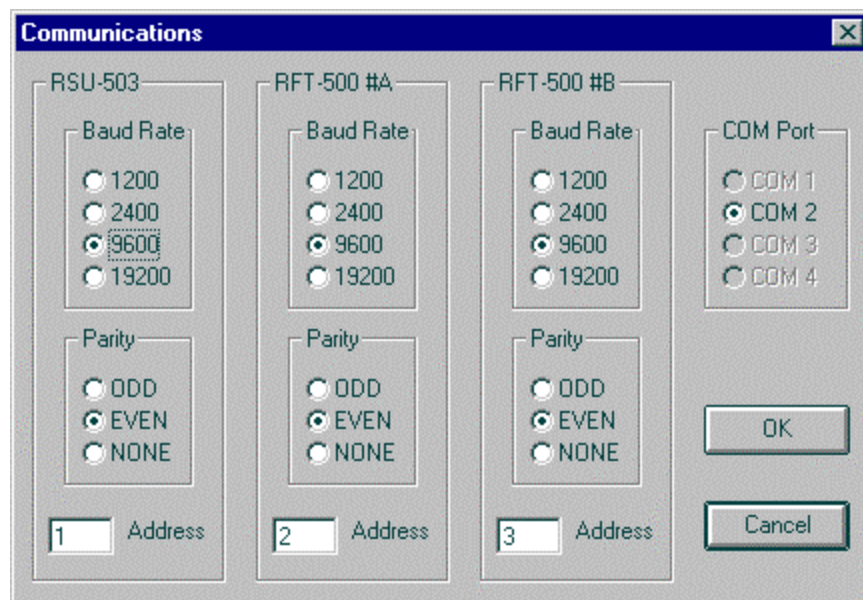 Communications
RSU-503
Baud Rate
1200
2400
9600
19200
Parity
ODD
EVEN
NONE
1 Address
RFT-500 #A
Baud Rate
1200
2400
9600
19200
Parity
ODD
EVEN
NONE
2 Address
RFT-500 #B
Baud Rate
1200
2400
9600
19200
Parity
ODD
EVEN
NONE
3 Address
COM Port
COM 1
COM 2
COM 3
COM 4
OK
Cancel